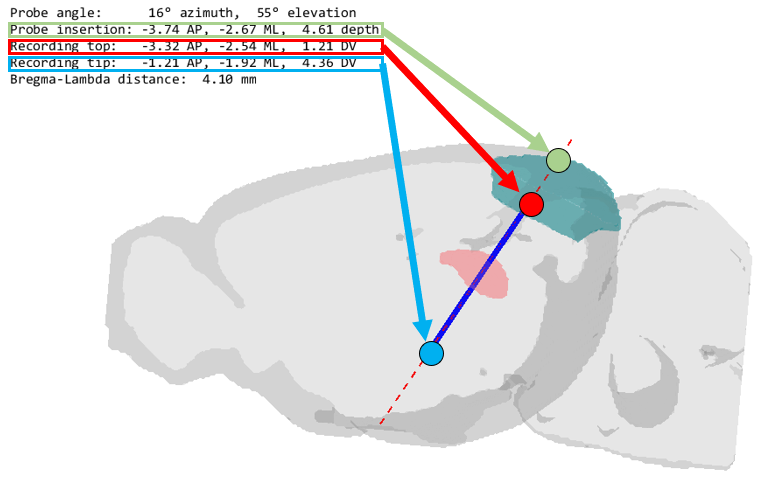 Probe angle: 16° azimuth, 55° elevation
Probe insertion: -3.74 AP, -2.67 ML, 4.61 depth
Recording top: -3.32 AP, -2.54 ML, 1.21 DV
Recording tip: -1.21 AP, -1.92 ML, 4.36 DV
Bregma-Lambda distance: 4.10 mm